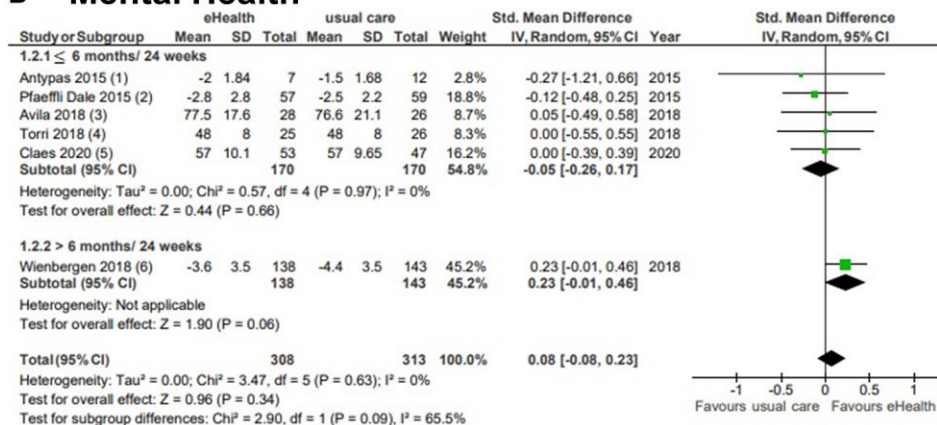 B Mental Health
eHealth usual care Std. Mean Difference Std. Mean Difference
Study or Subgroup Mean SD Total Mean SD Total Weight IV, Random, 95% CI Year IV, Random, 95% CI
1.2.1 ≤ 6 months/ 24 weeks
Antypas 2015 (1) -2 1.84 7 -1.5 1.68 12 2.8% -0.27 [-1.21, 0.66] 2015
Pfaeffli Dale 2015 (2) -2.8 2.8 57 -2.5 2.2 59 18.8% -0.12 [-0.48, 0.25] 2015
Avila 2018 (3) 77.5 17.6 28 76.6 21.1 26 8.7% 0.05 [-0.49, 0.58] 2018
Torri 2018 (4) 48 8 25 48 8 26 8.3% 0.00 [-0.55, 0.55] 2018
Claes 2020 (5) 57 10.1 53 57 9.65 47 16.2% 0.00 [-0.39, 0.39] 2020
Subtotal (95% CI) 170 170 54.8% -0.05 [-0.26, 0.17]
Heterogeneity: Tau² = 0.00; Chi² = 0.57, df = 4 (P = 0.97); I² = 0%
Test for overall effect: Z = 0.44 (P = 0.66)
1.2.2 > 6 months/ 24 weeks
Wienbergen 2018 (6) -3.6 3.5 138 -4.4 3.5 143 45.2% 0.23 [-0.01, 0.46] 2018
Subtotal (95% CI) 138 143 45.2% 0.23 [-0.01, 0.46]
Heterogeneity: Not applicable
Test for overall effect: Z = 1.90 (P = 0.06)
Total (95% CI) 308 313 100.0% 0.08 [-0.08, 0.23]
Heterogeneity: Tau² = 0.00; Chi² = 3.47, df = 5 (P = 0.63); I² = 0%
Test for overall effect: Z = 0.96 (P = 0.34)
Test for subgroup differences: Chi² = 2.90, df = 1 (P = 0.09), I² = 65.5%
-1 -0.5 0 0.5 1
Favours usual care Favours eHealth